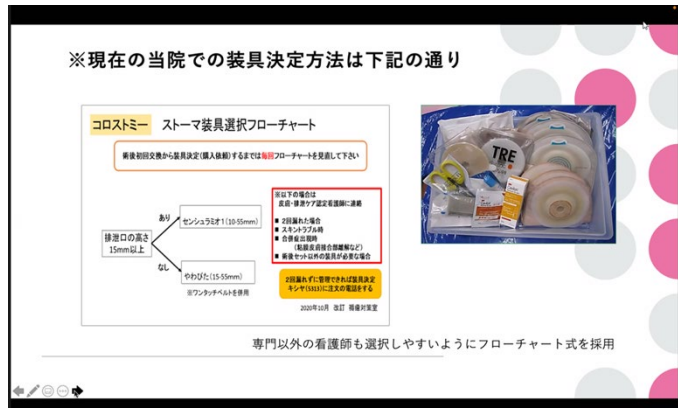 ※現在の当院での装具決定方法は下記の通り
コロストミー ストーマ装具選択フローチャート
術後初回交換から装具決定(購入依頼)するまでは毎回フローチャートを見直して下さい
排泄口の高さ
15mm以上
あり
センシュラミオ1(10-55mm)
なし
やわぴた(15-55mm)
※ワンタッチベルトを併用
※以下の場合は
皮膚・排泄ケア認定看護師に連絡
■ 2回漏れた場合
■ スキントラブル時
■ 合併症出現時
(粘膜皮膚接合部離解など)
■ 術後セット以外の装具が必要な場合
2回漏れずに管理できれば装具決定
キシヤ(5313)に注文の電話をする
2020年10月 改訂 褥瘡対策室
TRE
専門以外の看護師も選択しやすいようにフローチャート式を採用